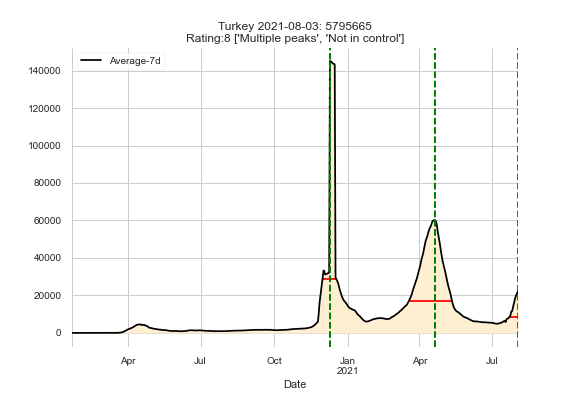 Turkey 2021-08-03: 5795665
Rating:8 ['Multiple peaks', 'Not in control']
Average-7d
140000
120000
100000
80000
60000
40000
20000
0
Apr Jul Oct Jan Apr Jul
2021
Date